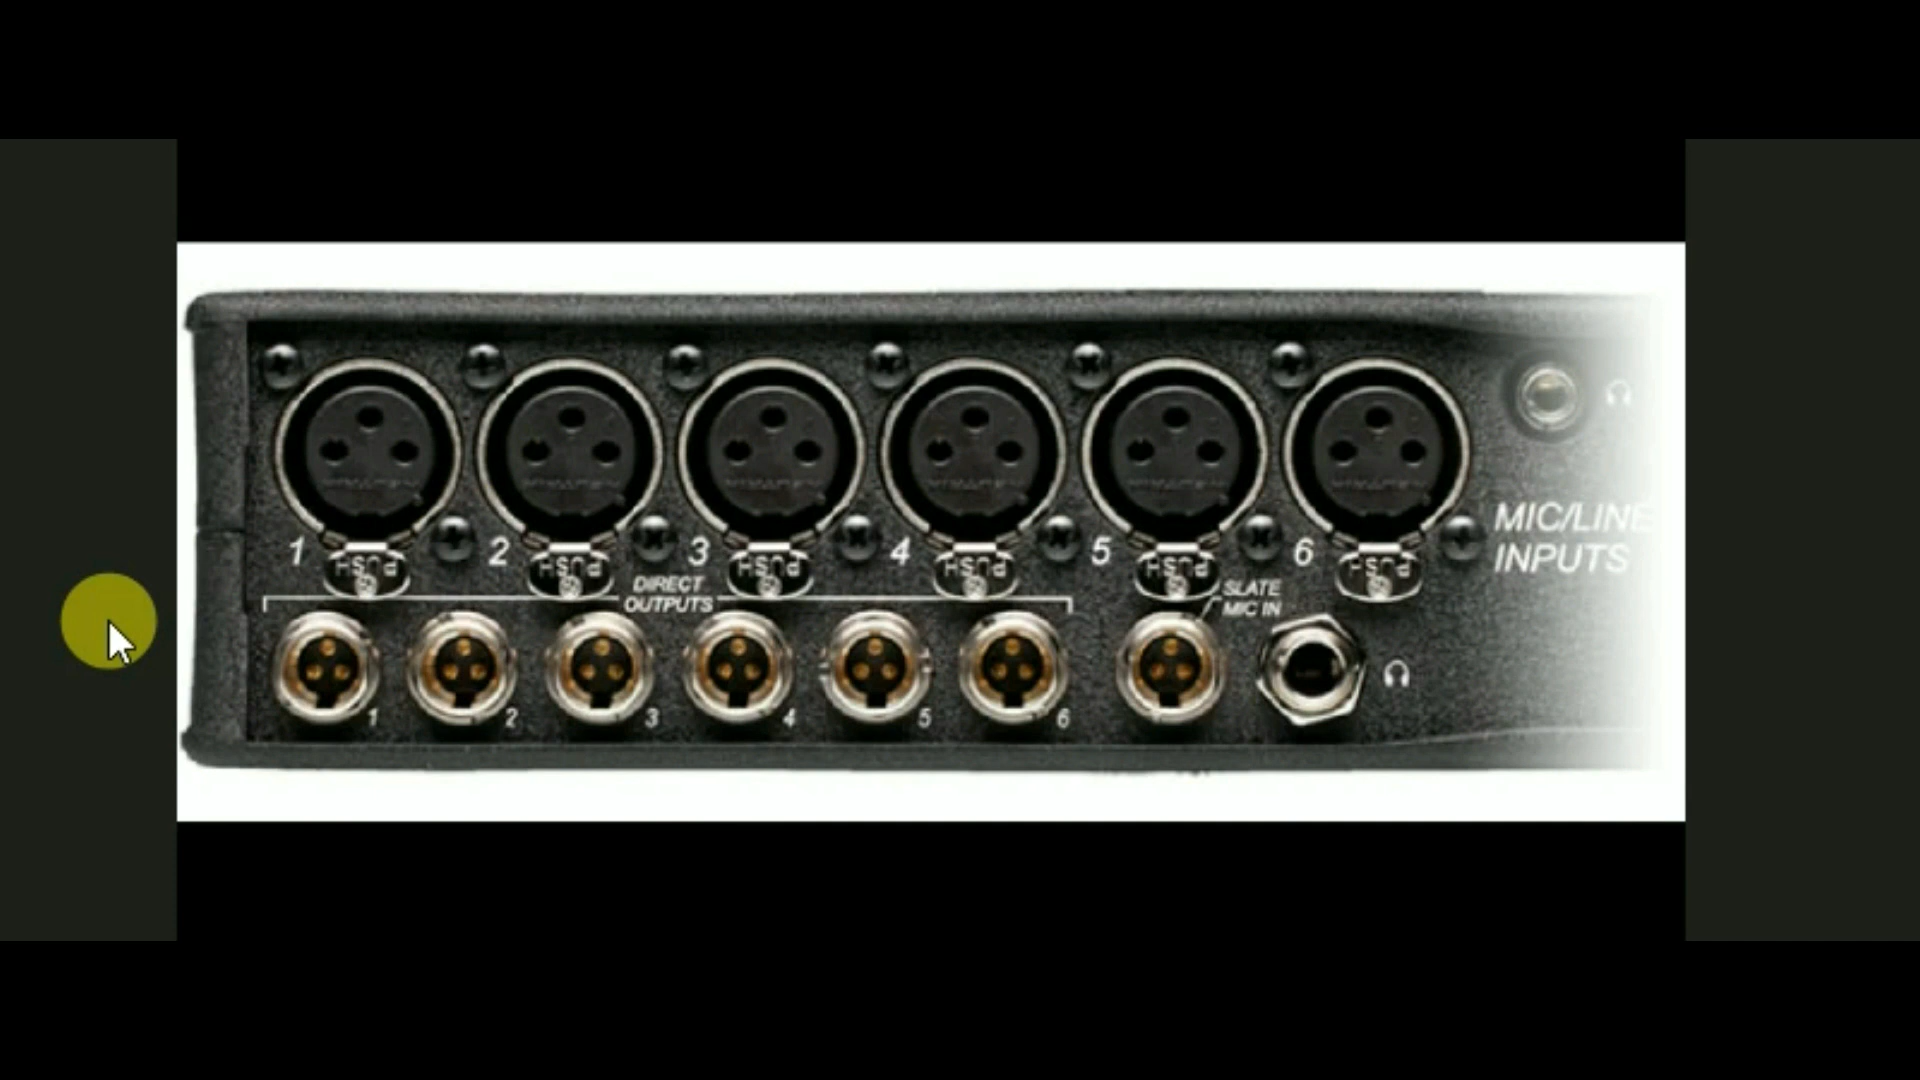 1 2 3 4 5 6
PUSH PUSH PUSH PUSH PUSH PUSH
MIC/LINE
INPUTS
DIRECT
OUTPUTS
SLATE
MIC IN
1 2 3 4 5 6